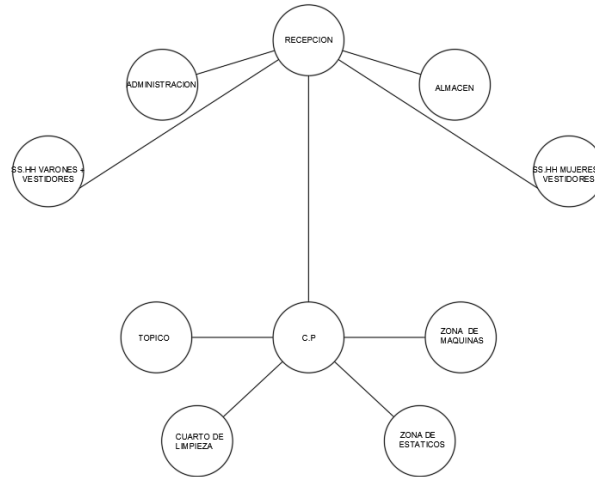 RECEPCION
ADMINISTRACION
ALMACEN
SS.HH VARONES +
VESTIDORES
SS.HH MUJERES
VESTIDORES
TOPICO
C.P
ZONA DE
MAQUINAS
CUARTO DE
LIMPIEZA
ZONA DE
ESTATICOS